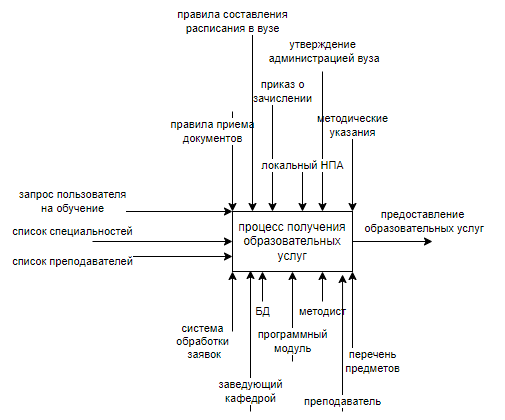 правила составления
расписания в вузе
утверждение
администрацией вуза
приказ о
зачислении
методические
указания
правила приема
документов
локальный НПА
запрос пользователя
на обучение
список специальностей
список преподавателей
процесс получения
образовательных
услуг
предоставление
образовательных услуг
БД
методист
система
обработки
заявок
программный
модуль
перечень
предметов
заведующий
кафедрой
преподаватель